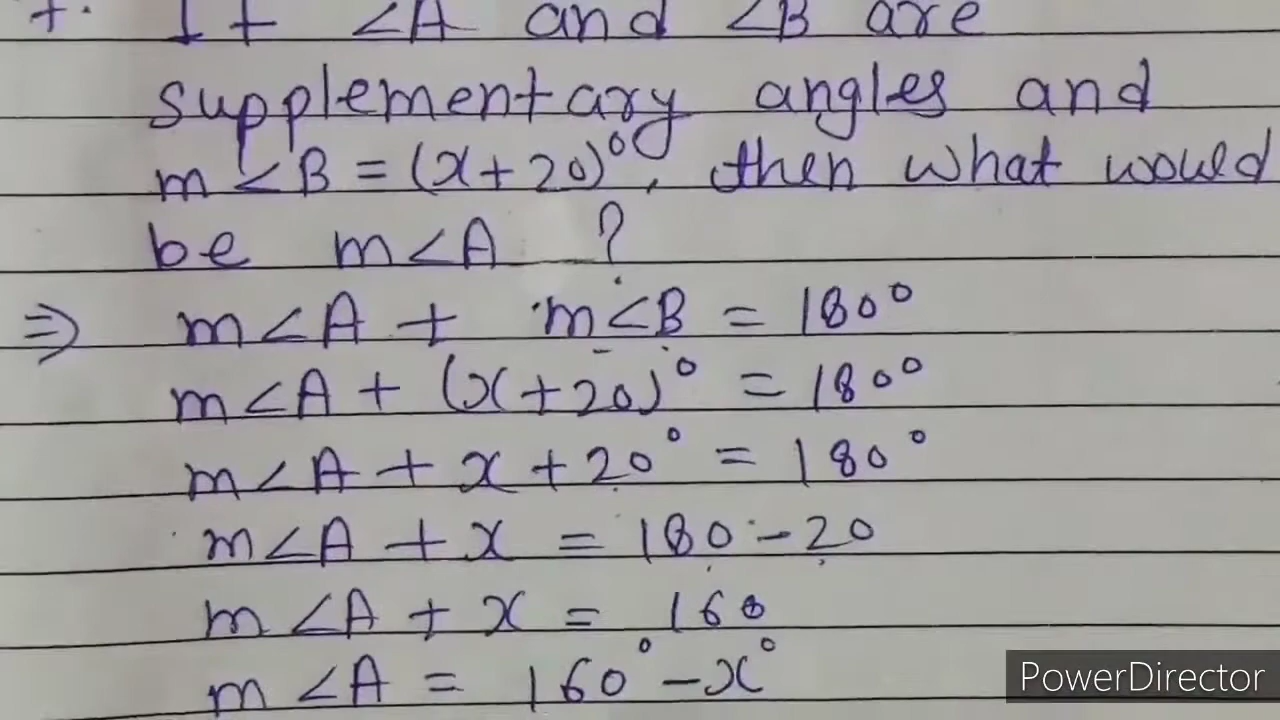 7. If ∠A and ∠B are
supplementary angles and
m∠B = (x+20)°, then what would
be m∠A ?
⇒ m∠A + m∠B = 180°
m∠A + (x+20)° = 180°
m∠A + x + 20° = 180°
m∠A + x = 180 - 20
m∠A + x = 160
m∠A = 160° - x°
PowerDirector